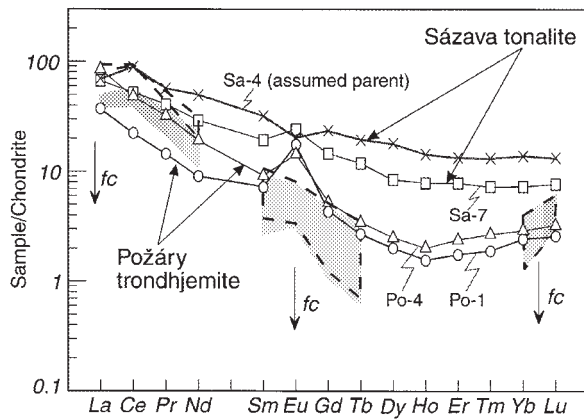 Sample/Chondrite
100
10
1
0.1
Sázava tonalite
Sa-4 (assumed parent)
fc
Sa-7
Požáry
trondhjemite
Po-4
Po-1
fc
fc
La Ce Pr Nd Sm Eu Gd Tb Dy Ho Er Tm Yb Lu